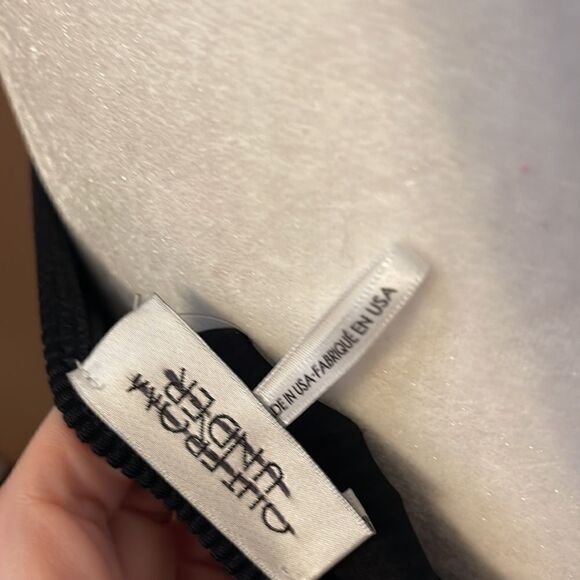 OUT FROM
UNDER
DE IN USA-FABRIQUÉ EN USA